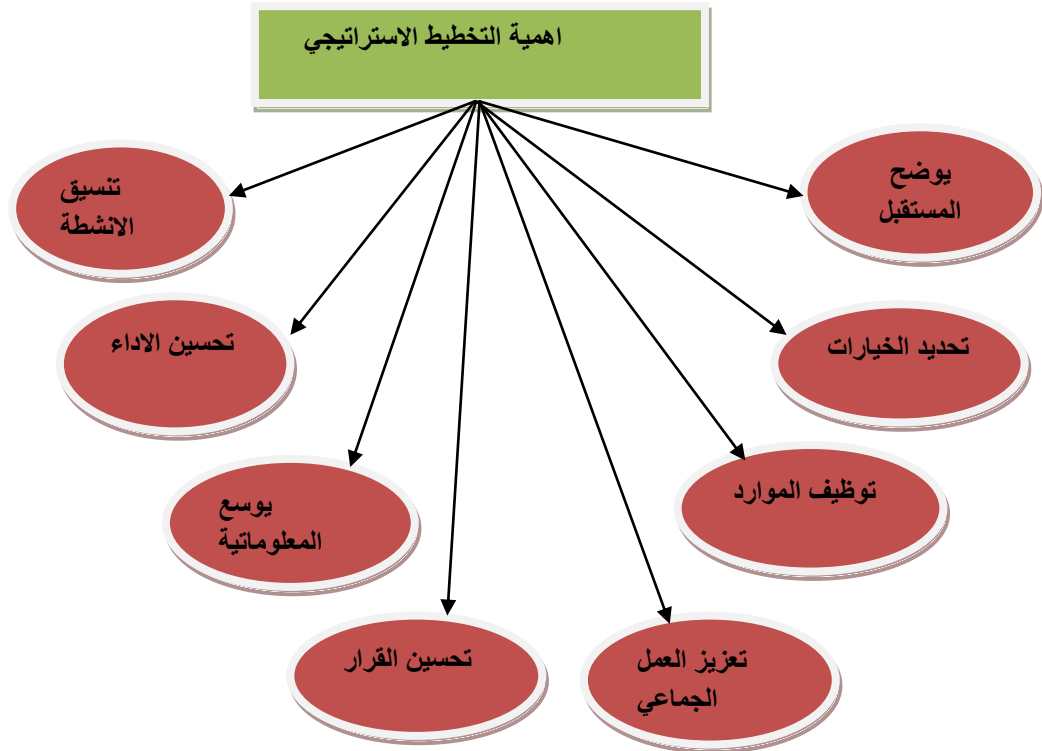 اهمية التخطيط الاستراتيجي
يوضح
المستقبل
تنسيق
الانشطة
تحديد الخيارات
تحسين الاداء
توظيف الموارد
يوسع
المعلوماتية
تعزيز العمل
الجماعي
تحسين القرار